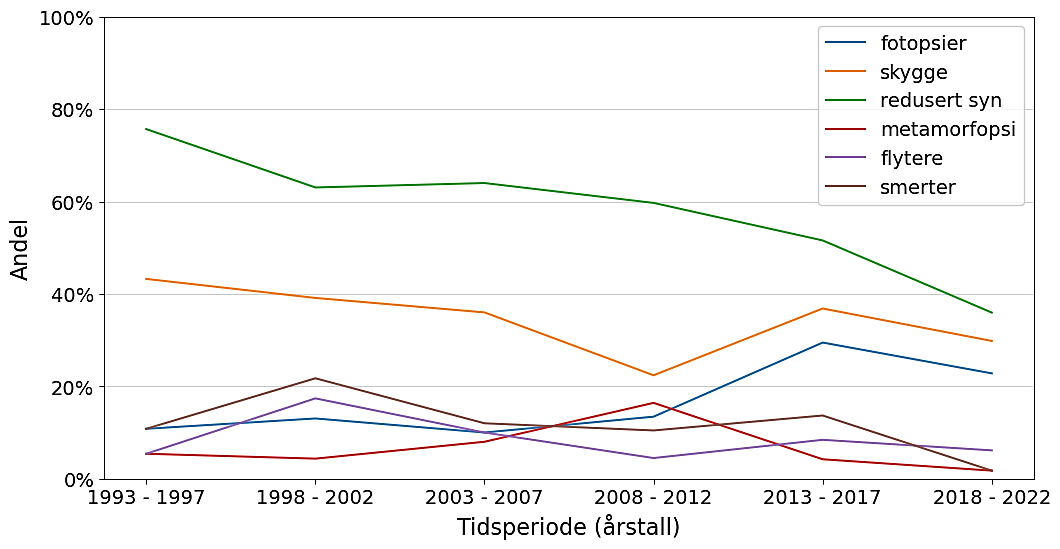 100%
80%
60%
40%
20%
0%
Andel
fotopsier
skygge
redusert syn
metamorfopsi
flytere
smerter
1993 - 1997 1998 - 2002 2003 - 2007 2008 - 2012 2013 - 2017 2018 - 2022
Tidsperiode (årstall)